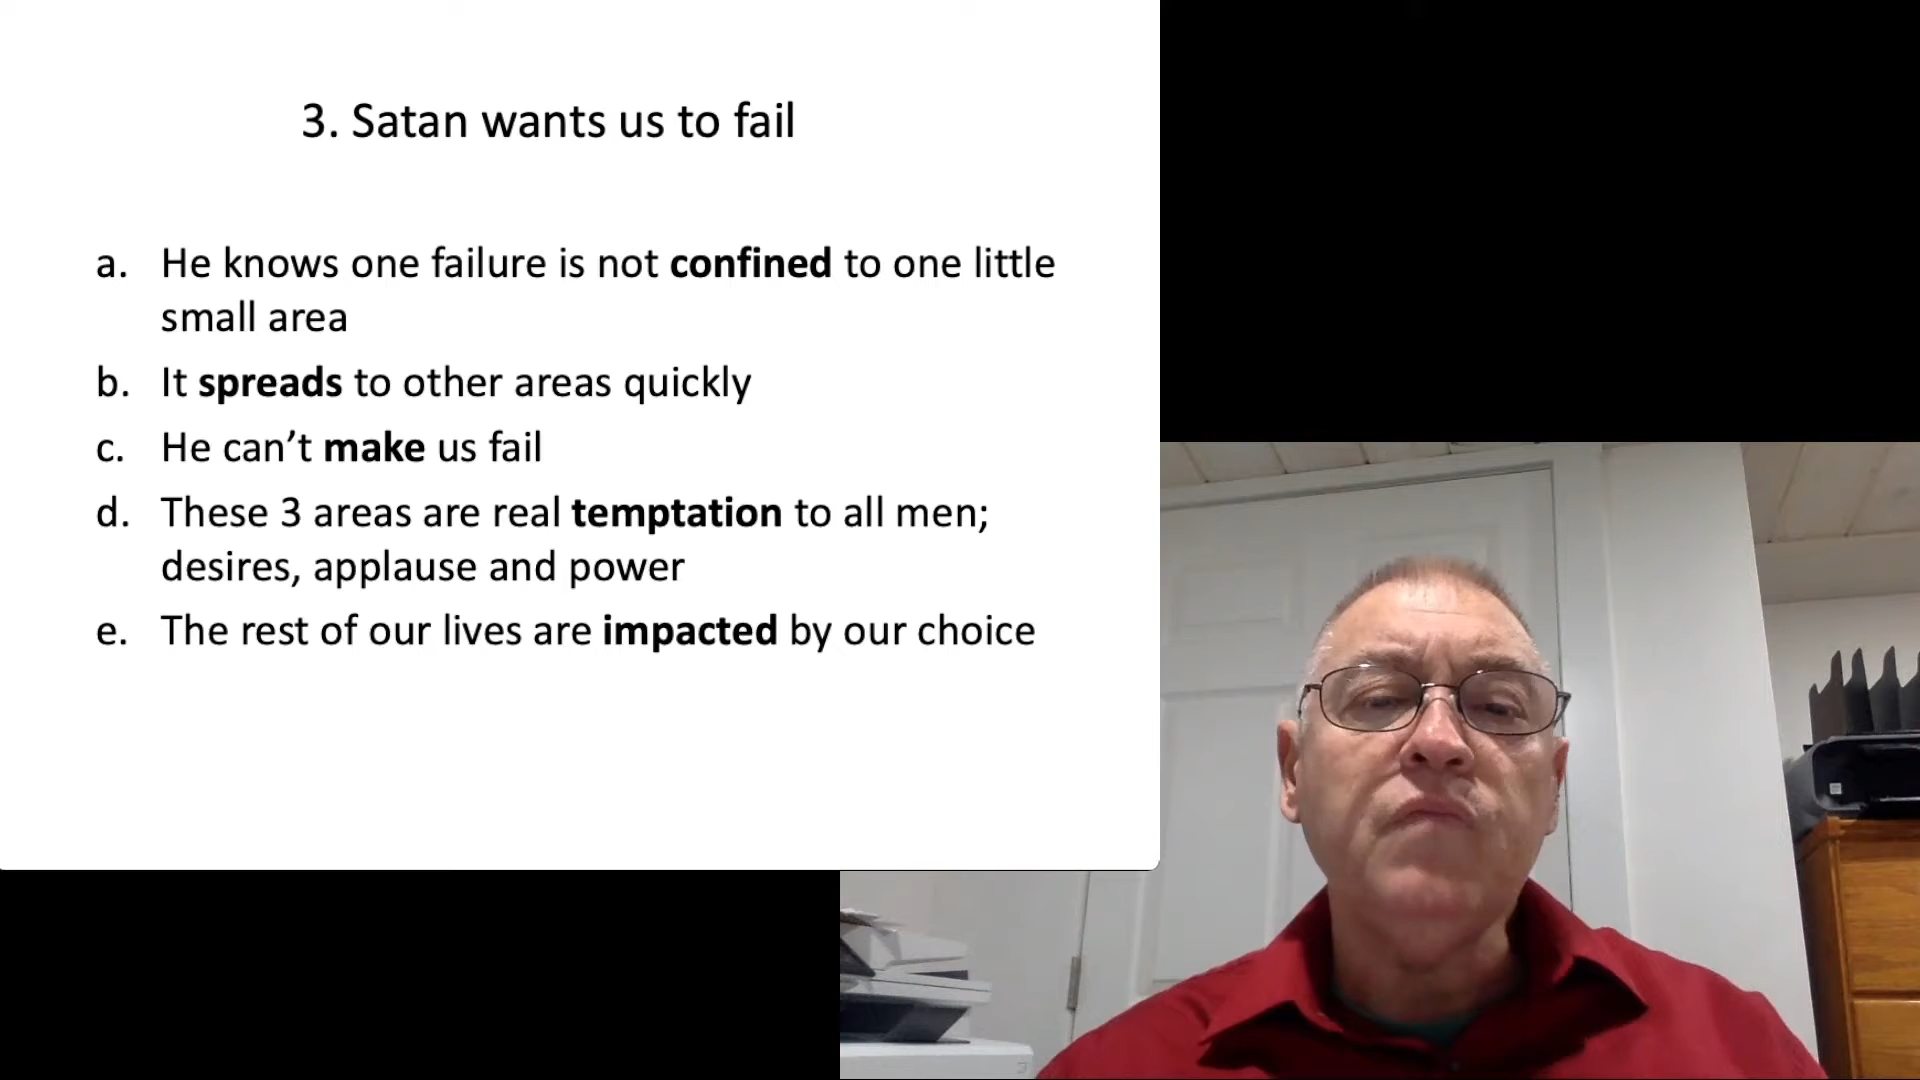 3. Satan wants us to fail
a. He knows one failure is not confined to one little
small area
b. It spreads to other areas quickly
c. He can’t make us fail
d. These 3 areas are real temptation to all men;
desires, applause and power
e. The rest of our lives are impacted by our choice